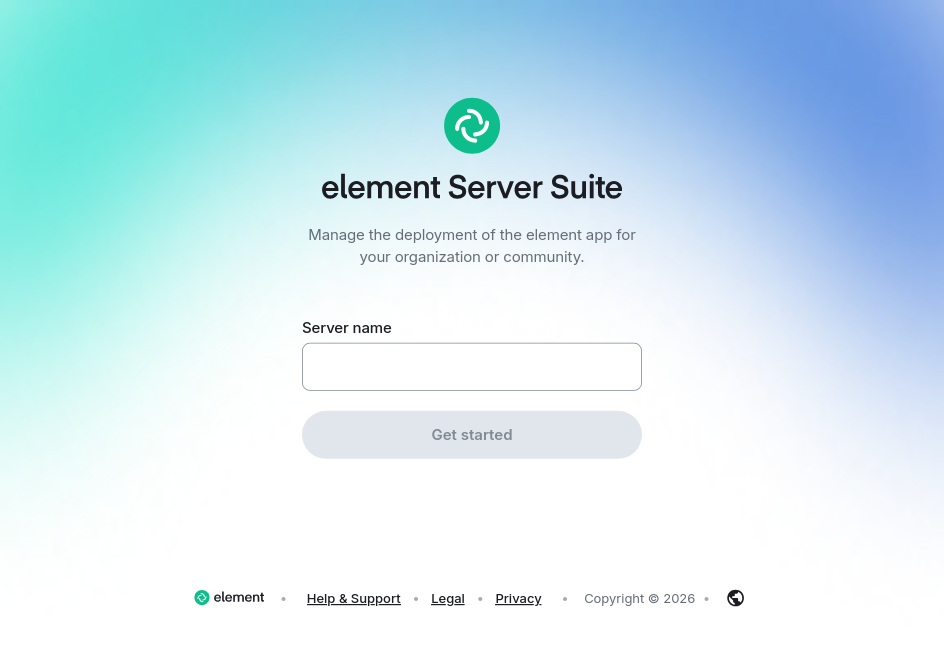 element Server Suite
Manage the deployment of the element app for
your organization or community.
Server name
Get started
element • Help & Support • Legal • Privacy • Copyright © 2026 •